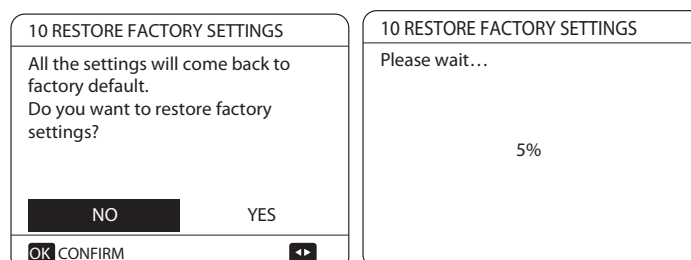 10 RESTORE FACTORY SETTINGS
All the settings will come back to
factory default.
Do you want to restore factory
settings?
NO YES
OK CONFIRM
10 RESTORE FACTORY SETTINGS
Please wait...
5%